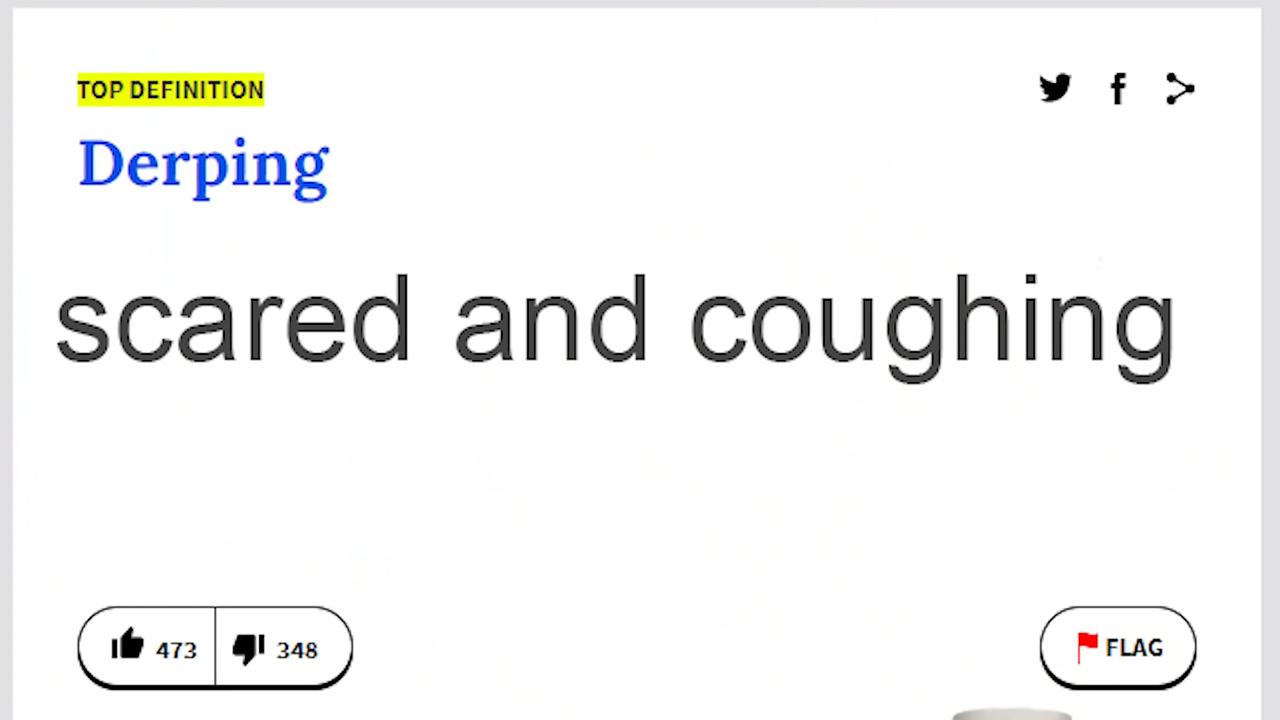 TOP DEFINITION
Derping
scared and coughing
473 348 FLAG